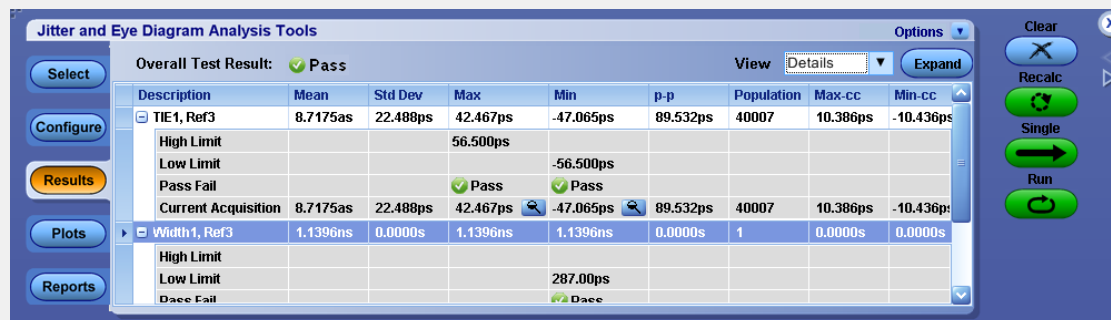 Jitter and Eye Diagram Analysis Tools Options Clear
Select
Configure
Results
Plots
Reports
Overall Test Result: Pass View Details Expand
Description Mean Std Dev Max Min p-p Population Max-cc Min-cc
TIE1, Ref3 8.7175as 22.488ps 42.467ps -47.065ps 89.532ps 40007 10.386ps -10.436ps
High Limit 56.500ps
Low Limit -56.500ps
Pass Fail Pass Pass
Current Acquisition 8.7175as 22.488ps 42.467ps -47.065ps 89.532ps 40007 10.386ps -10.436ps
Width1, Ref3 1.1396ns 0.0000s 1.1396ns 1.1396ns 0.0000s 1 0.0000s 0.0000s
High Limit
Low Limit 287.00ps
Pass Fail Pass
Recalc
Single
Run